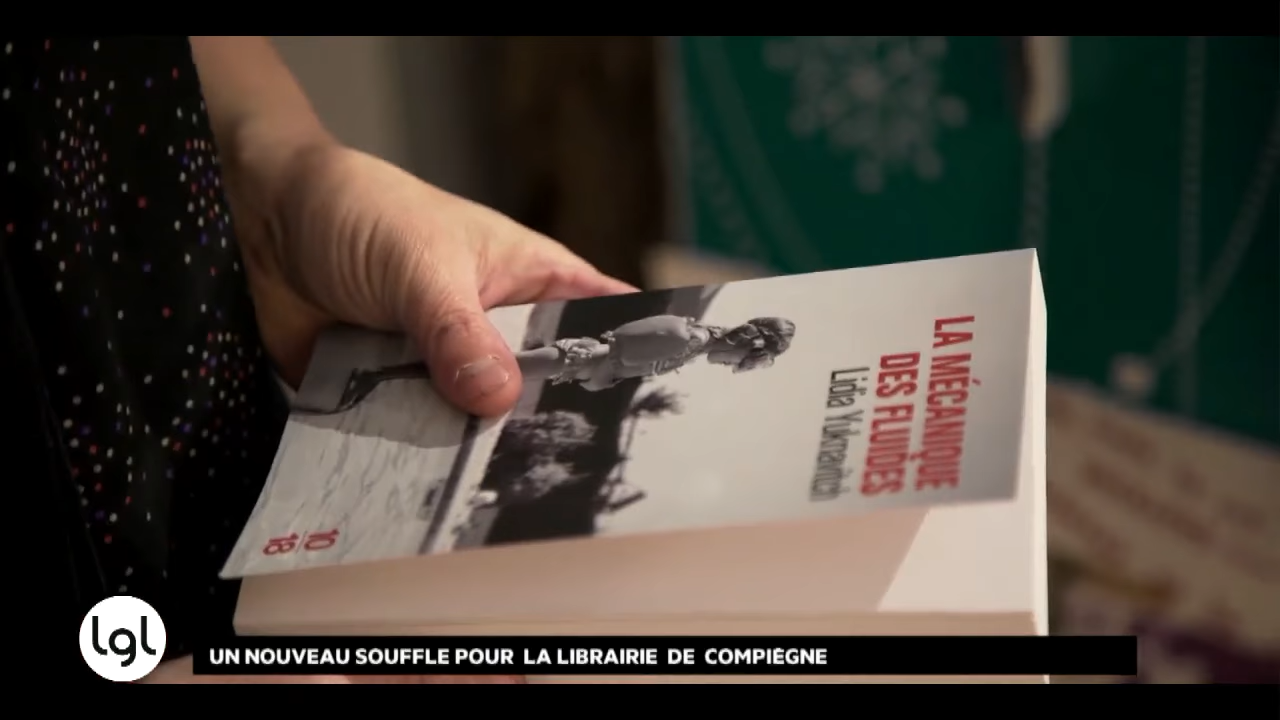 LA MÉCANIQUE
DES FLUIDES
Lidia Yuknavitch
10
18
lgl
UN NOUVEAU SOUFFLE POUR LA LIBRAIRIE DE COMPIÈGNE